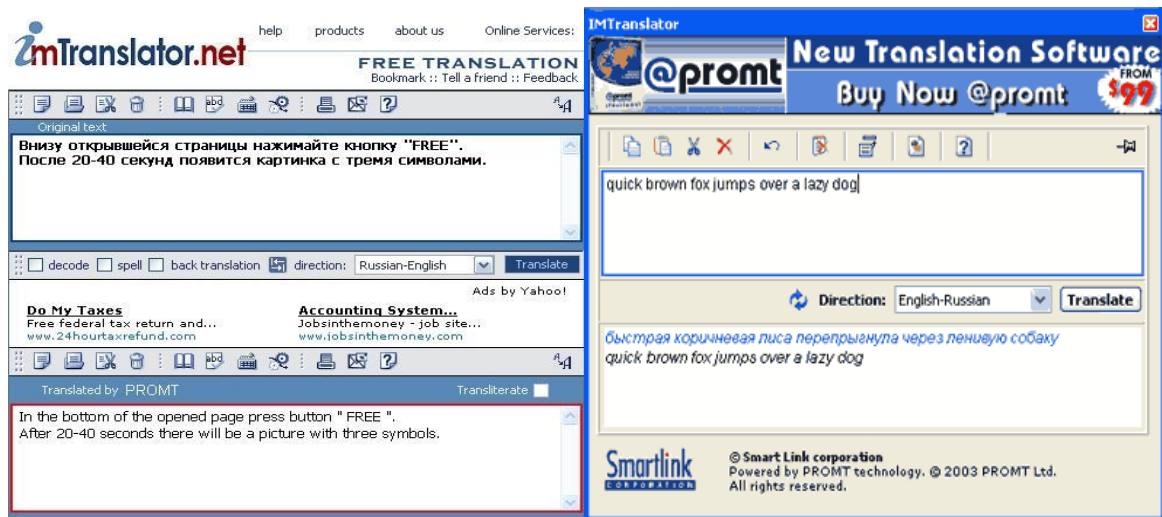 help products about us Online Services:
imTranslator.net
FREE TRANSLATION
Bookmark :: Tell a friend :: Feedback
Original text
Внизу открывшейся страницы нажимайте кнопку "FREE".
После 20-40 секунд появится картинка с тремя символами.
decode spell back translation direction: Russian-English Translate
Ads by Yahoo!
Do My Taxes
Free federal tax return and...
www.24hourtaxrefund.com
Accounting System...
Jobsinthemoney - job site...
www.jobsinthemoney.com
Translated by PROMT Transliterate
In the bottom of the opened page press button " FREE ".
After 20-40 seconds there will be a picture with three symbols.
IMTranslator
@promt
New Translation Software
Buy Now @promt
FROM
$99
quick brown fox jumps over a lazy dog
Direction: English-Russian Translate
быстрая коричневая лиса перепрыгнула через ленивую собаку
quick brown fox jumps over a lazy dog
Smartlink
CORPORATION
© Smart Link corporation
Powered by PROMT technology. © 2003 PROMT Ltd.
All rights reserved.